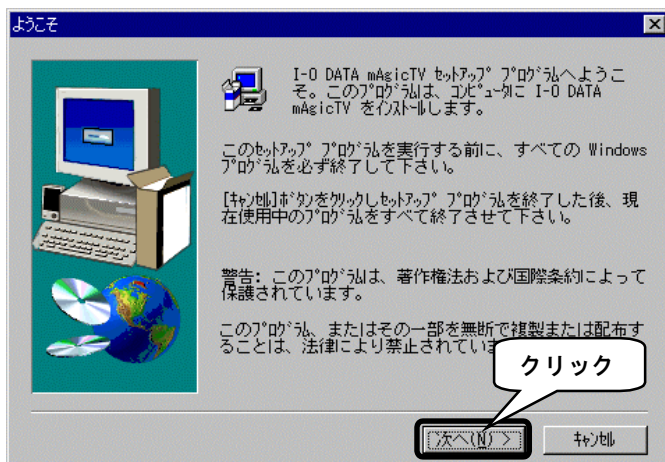 ようこそ
I-O DATA mAgicTV ｾｯﾄｱｯﾌﾟ ﾌﾟﾛｸﾞﾗﾑへようこ
そ。このﾌﾟﾛｸﾞﾗﾑは、ｺﾝﾋﾟｭｰﾀに I-O DATA
mAgicTV をｲﾝｽﾄｰﾙします。
このｾｯﾄｱｯﾌﾟ ﾌﾟﾛｸﾞﾗﾑを実行する前に、すべての Windows
ﾌﾟﾛｸﾞﾗﾑを必ず終了して下さい。
[ｷｬﾝｾﾙ]ﾎﾞﾀﾝをｸﾘｯｸしｾｯﾄｱｯﾌﾟ ﾌﾟﾛｸﾞﾗﾑを終了した後、現
在使用中のﾌﾟﾛｸﾞﾗﾑをすべて終了させて下さい。
警告: このﾌﾟﾛｸﾞﾗﾑは、著作権法および国際条約によって
保護されています。
このﾌﾟﾛｸﾞﾗﾑ、またはその一部を無断で複製または配布す
ることは、法律により禁止されていま
クリック
次へ(N) >
ｷｬﾝｾﾙ